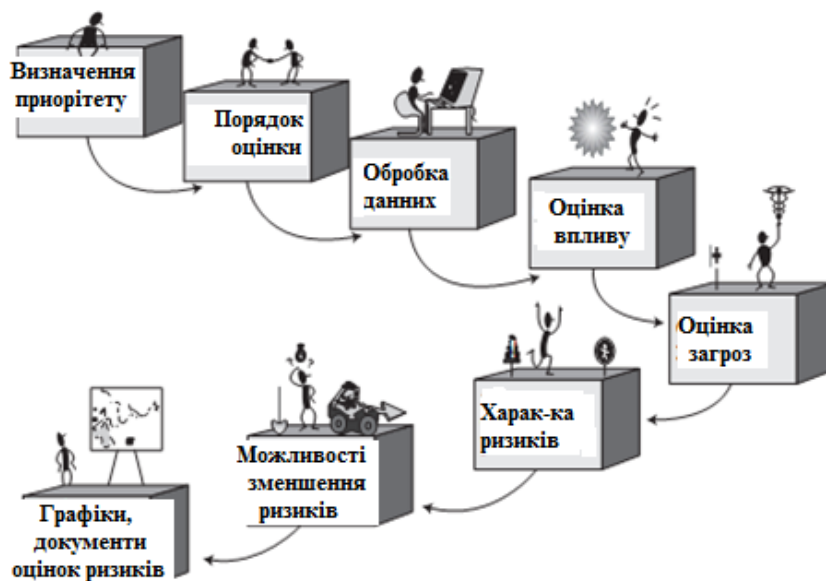 Визначення
приорітету
Порядок
оцінки
Обробка
данних
Оцінка
впливу
Оцінка
загроз
Харак-ка
ризиків
Можливості
зменшення
ризиків
Графіки,
документи
оцінок ризиків